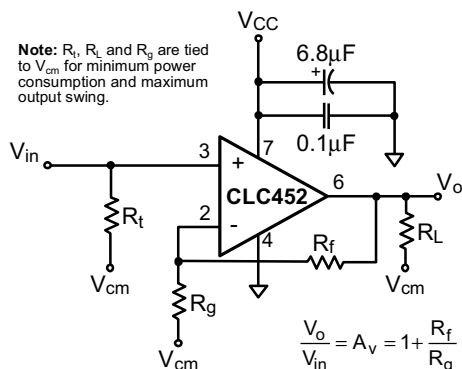 Note: Rt, RL and Rg are tied
to Vcm for minimum power
consumption and maximum
output swing.
VCC
6.8μF
+
0.1μF
Vin
3
+
7
CLC452
6
Vo
2
-
4
Rt
Rf
RL
Vcm
Rg
Vcm
Vcm
Vo/Vin = Av = 1 + Rf/Rg